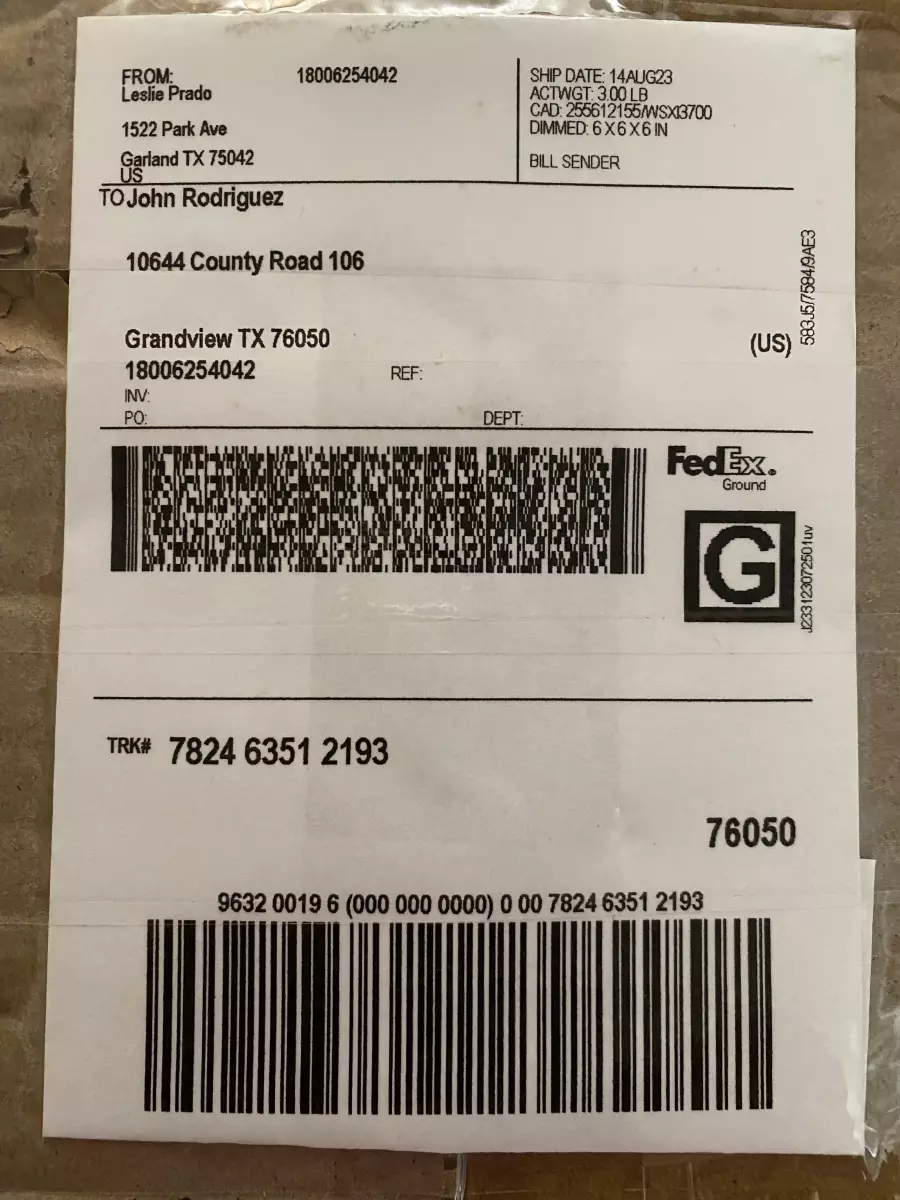 FROM: 18006254042
Leslie Prado
1522 Park Ave
Garland TX 75042
US
SHIP DATE: 14AUG23
ACTWGT: 3.00 LB
CAD: 255612155/WSXI3700
DIMMED: 6 X 6 X 6 IN
BILL SENDER
TO John Rodriguez
10644 County Road 106
Grandview TX 76050
(US)
18006254042
REF:
INV:
PO:
DEPT:
583J5/7584/9AE3
FedEx.
Ground
G
J233123072501uv
TRK# 7824 6351 2193
76050
9632 0019 6 (000 000 0000) 0 00 7824 6351 2193